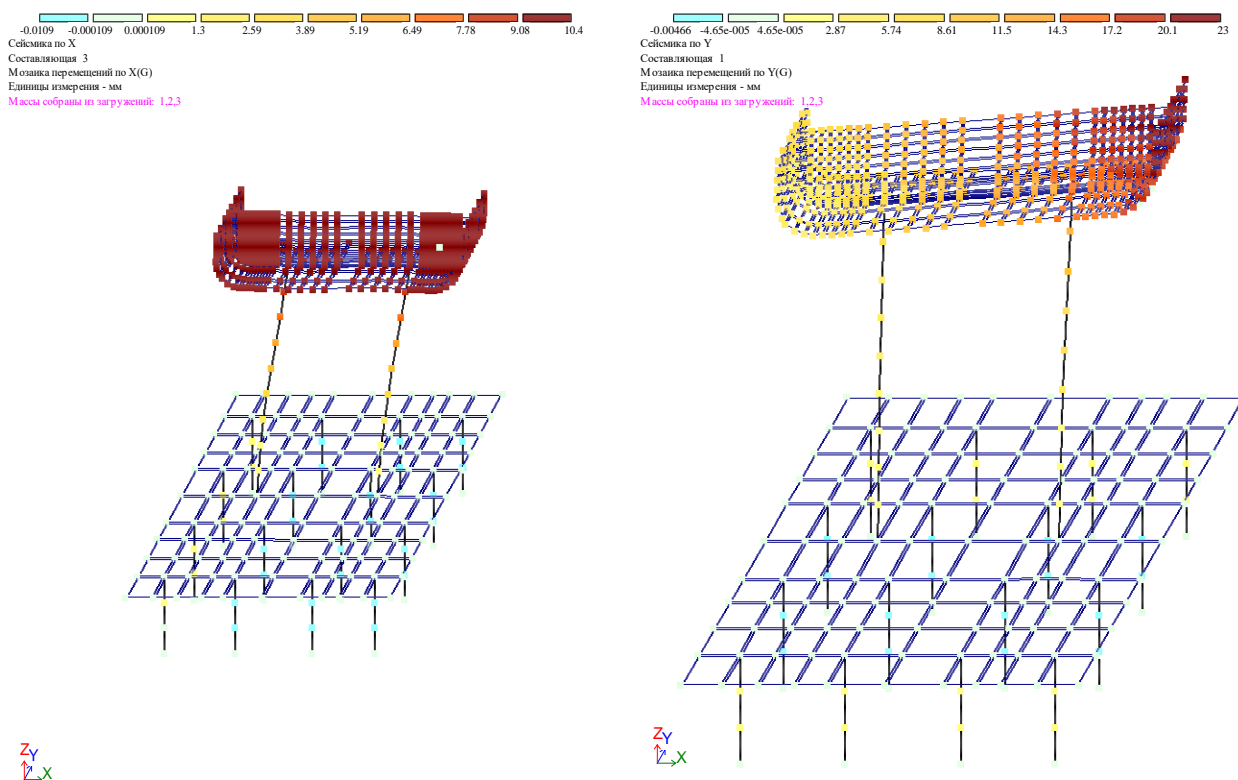 -0.0109 -0.000109 0.000109 1.3 2.59 3.89 5.19 6.49 7.78 9.08 10.4
Сейсмика по X
Составляющая 3
Мозаика перемещений по X(G)
Единицы измерения - мм
Массы собраны из загружений: 1,2,3
Z
Y
X
-0.00466 -4.65e-005 4.65e-005 2.87 5.74 8.61 11.5 14.3 17.2 20.1 23
Сейсмика по Y
Составляющая 1
Мозаика перемещений по Y(G)
Единицы измерения - мм
Массы собраны из загружений: 1,2,3
Z
Y
X